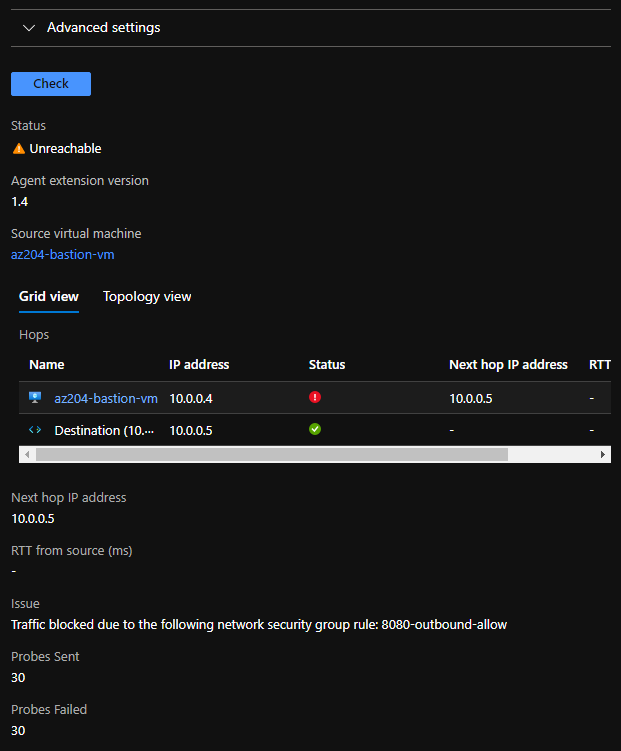 Advanced settings
Check
Status
Unreachable
Agent extension version
1.4
Source virtual machine
az204-bastion-vm
Grid view Topology view
Hops
Name IP address Status Next hop IP address RTT
az204-bastion-vm 10.0.0.4 10.0.0.5 -
Destination (10.··· 10.0.0.5 - -
Next hop IP address
10.0.0.5
RTT from source (ms)
-
Issue
Traffic blocked due to the following network security group rule: 8080-outbound-allow
Probes Sent
30
Probes Failed
30